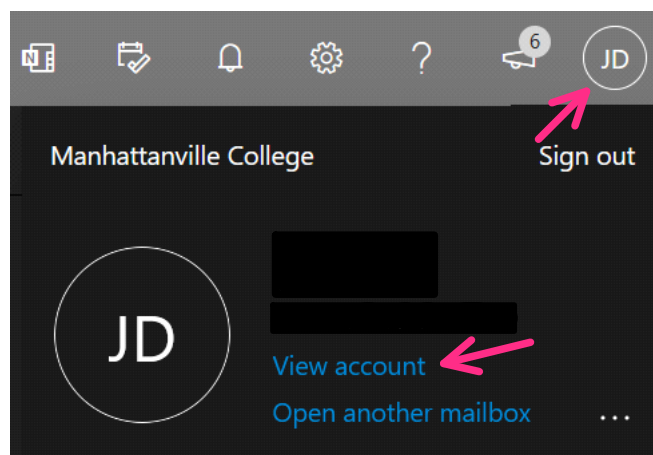 N
6
JD
Manhattanville College
Sign out
JD
View account
Open another mailbox
...